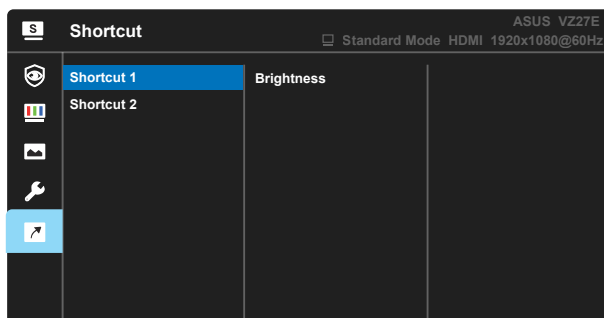 S Shortcut
ASUS VZ27E
Standard Mode HDMI 1920x1080@60Hz
Shortcut 1 Brightness
Shortcut 2